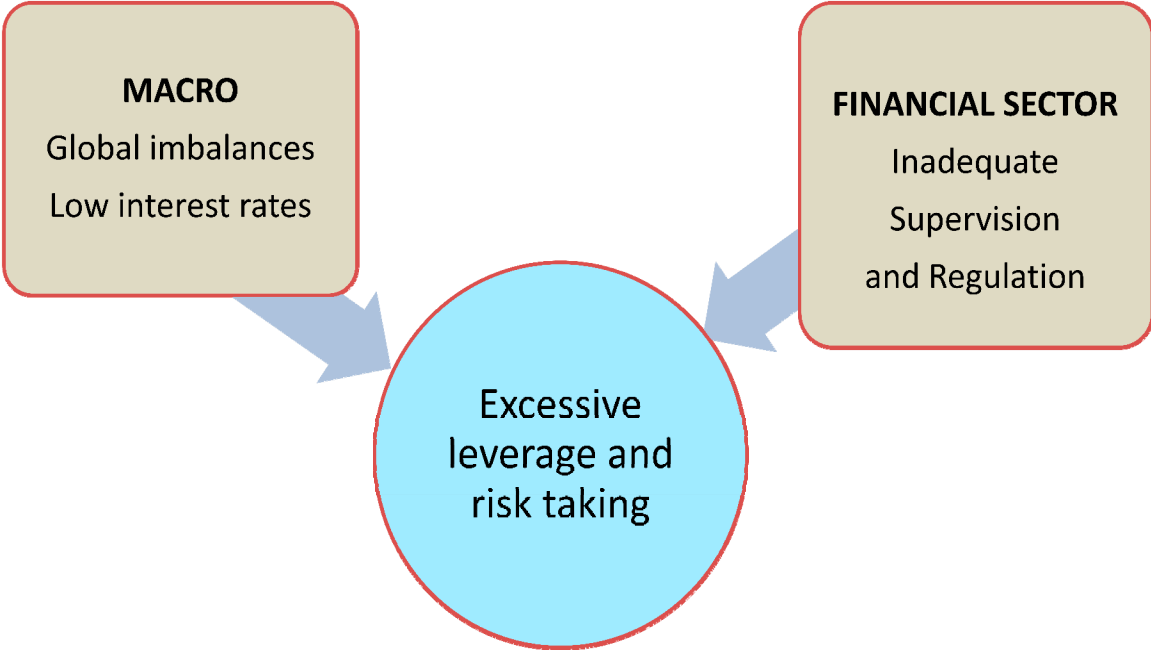 MACRO
Global imbalances
Low interest rates
FINANCIAL SECTOR
Inadequate
Supervision
and Regulation
Excessive
leverage and
risk taking